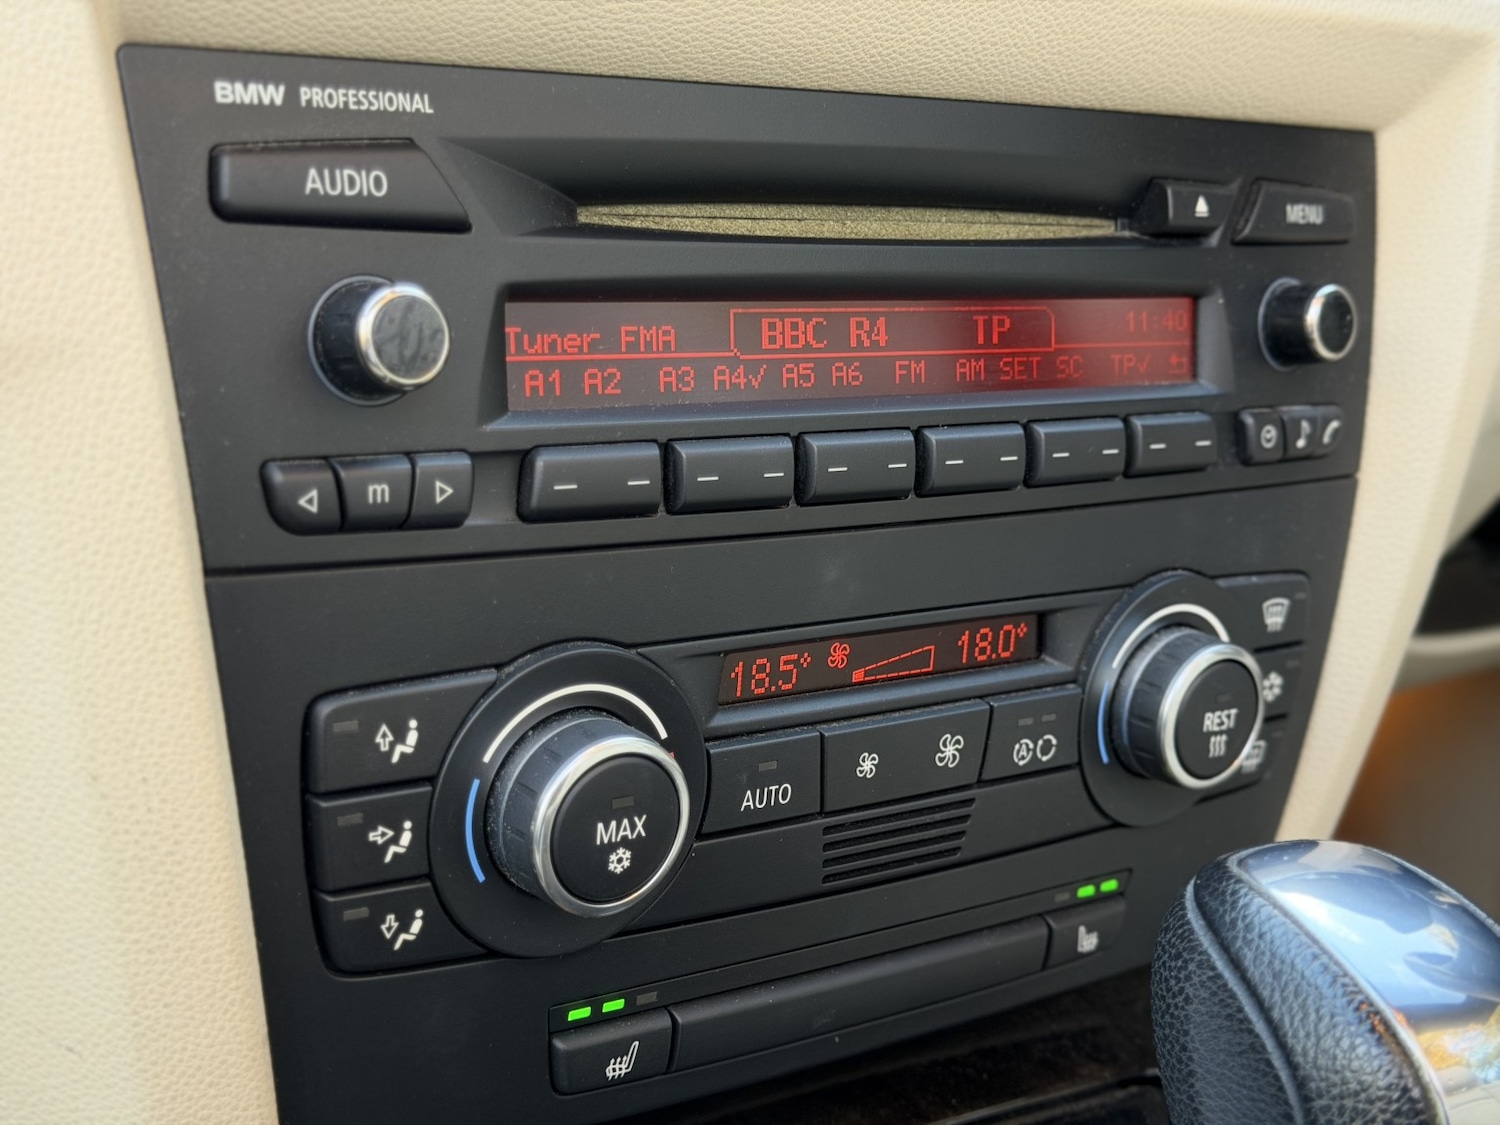 BMW PROFESSIONAL
AUDIO
MENU
Tuner FMA BBC R4 TP 11:40
A1 A2 A3 A4✓ A5 A6 FM AM SET SC TP✓
m
18.5° 18.0°
REST
AUTO
A
MAX